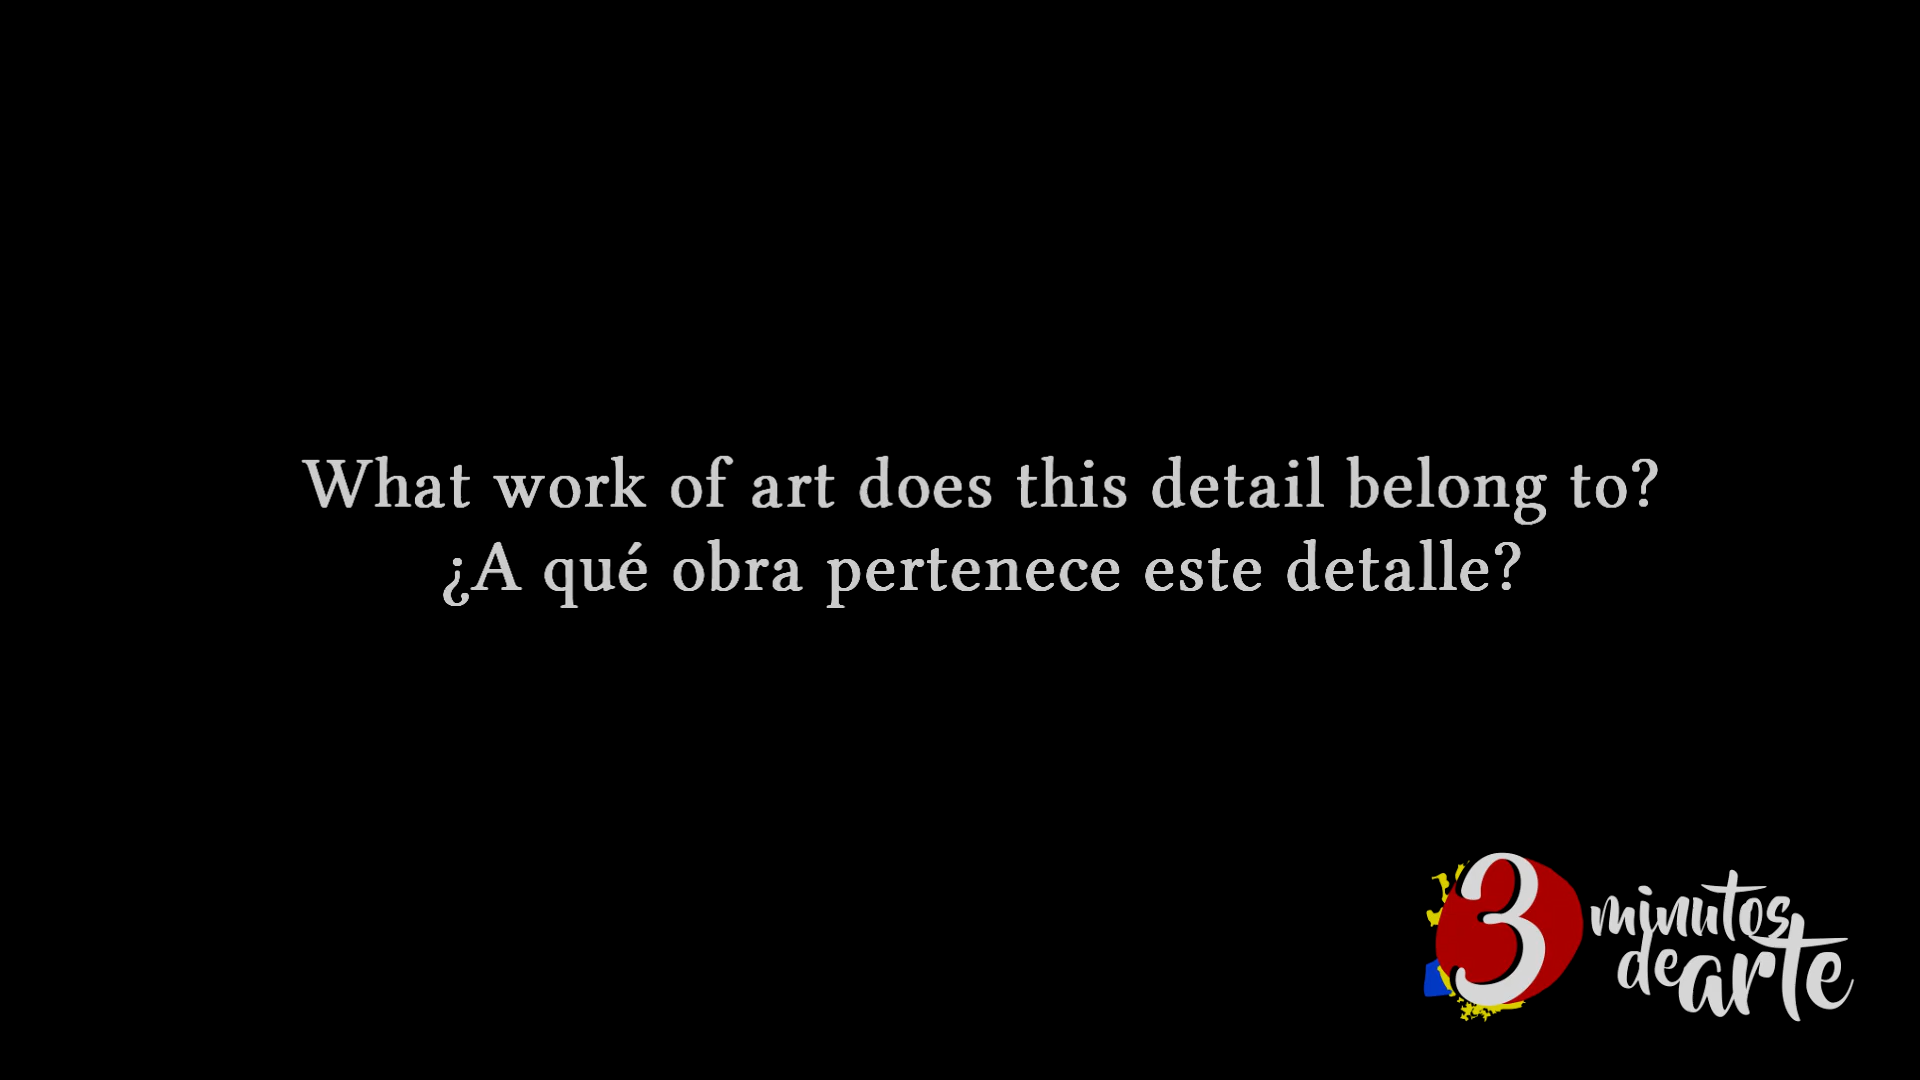 What work of art does this detail belong to?
¿A qué obra pertenece este detalle?
3 minutos
de arte